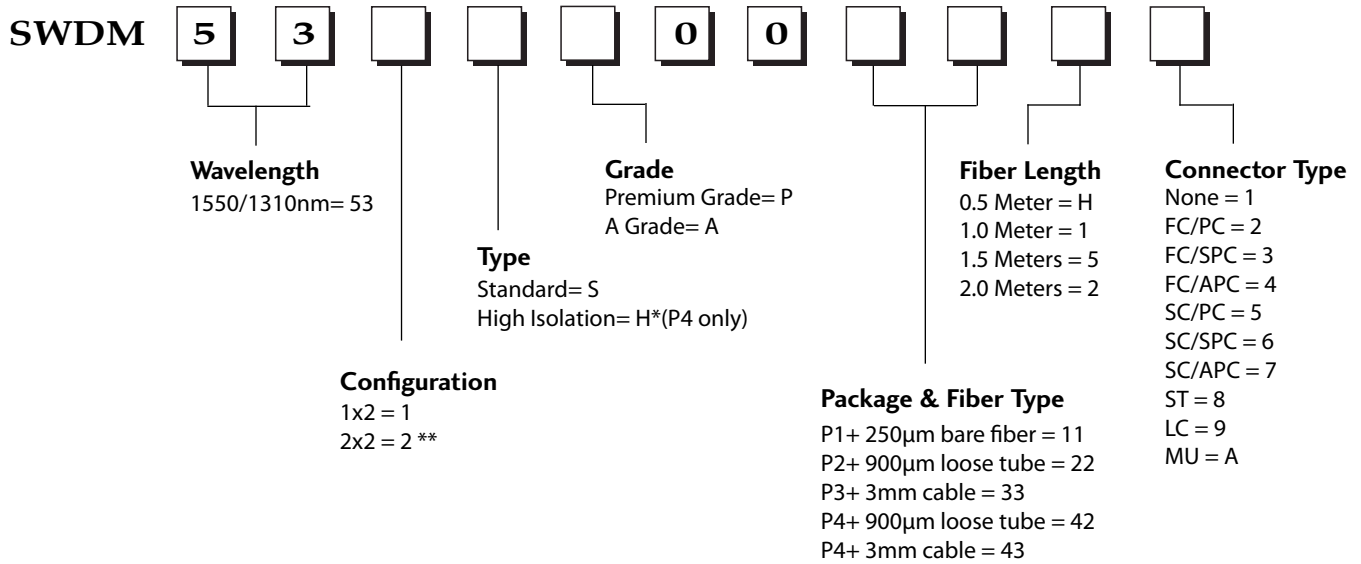 SWDM 5 3 0 0
Wavelength
1550/1310nm= 53
Configuration
1x2 = 1
2x2 = 2 **
Type
Standard= S
High Isolation= H*(P4 only)
Grade
Premium Grade= P
A Grade= A
Package & Fiber Type
P1+ 250µm bare fiber = 11
P2+ 900µm loose tube = 22
P3+ 3mm cable = 33
P4+ 900µm loose tube = 42
P4+ 3mm cable = 43
Fiber Length
0.5 Meter = H
1.0 Meter = 1
1.5 Meters = 5
2.0 Meters = 2
Connector Type
None = 1
FC/PC = 2
FC/SPC = 3
FC/APC = 4
SC/PC = 5
SC/SPC = 6
SC/APC = 7
ST = 8
LC = 9
MU = A